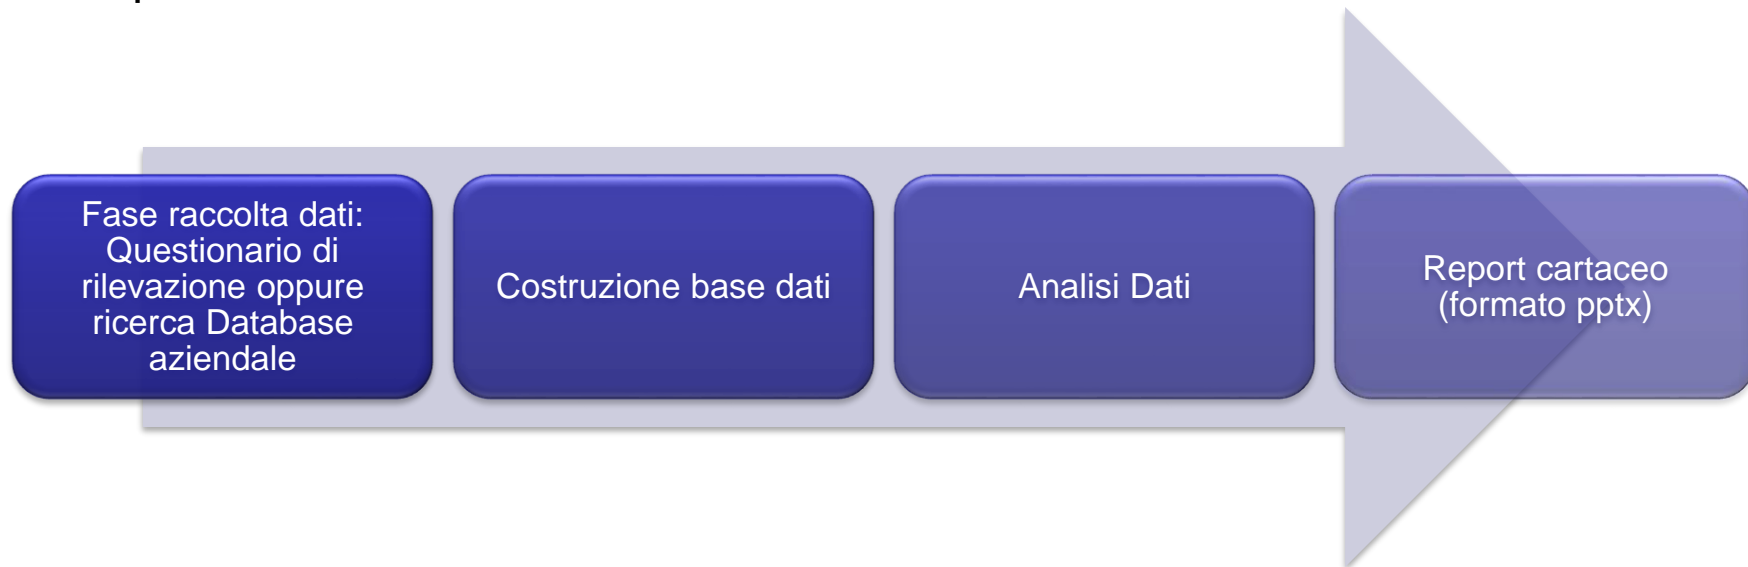 Fase raccolta dati:
Questionario di
rilevazione oppure
ricerca Database
aziendale
Costruzione base dati
Analisi Dati
Report cartaceo
(formato pptx)